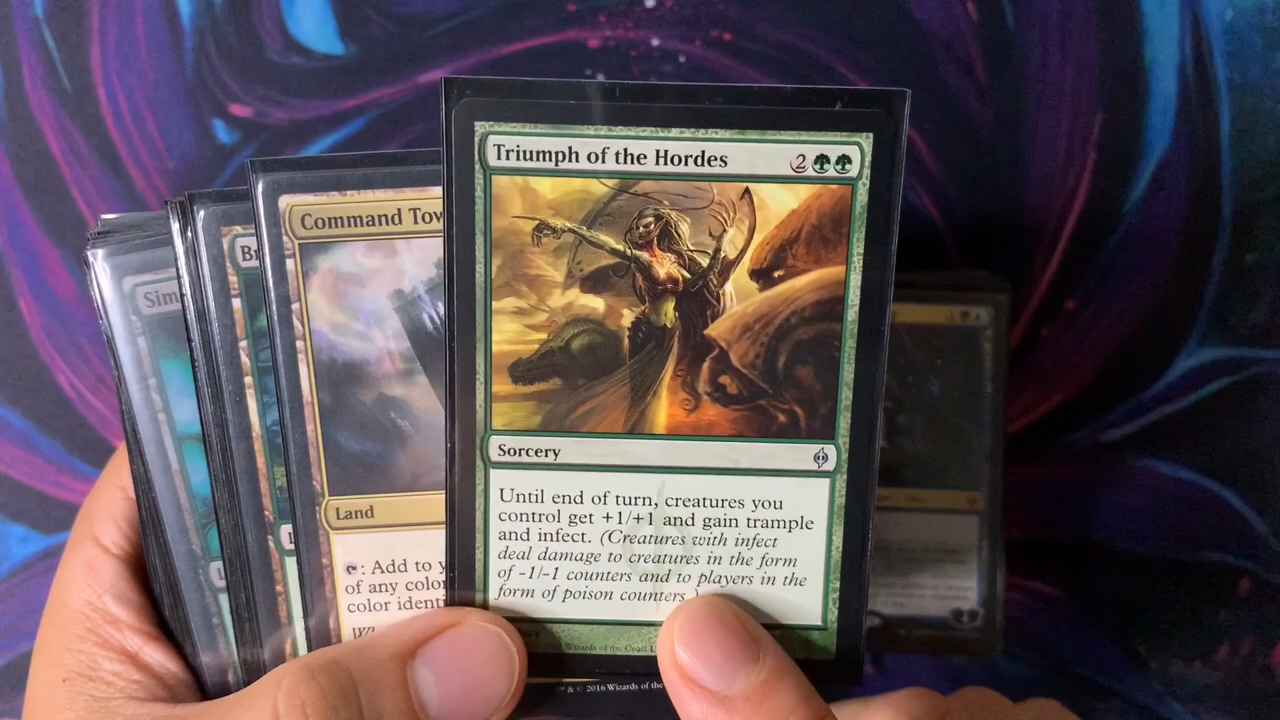 Triumph of the Hordes 2
Sorcery
Until end of turn, creatures you
control get +1/+1 and gain trample
and infect. (Creatures with infect
deal damage to creatures in the form
of -1/-1 counters and to players in the
form of poison counters.)
Wizards of the Coast L
™ & © 2016 Wizards of the
Command Tow
Land
: Add to y
of any color
color identi
Sim
Br